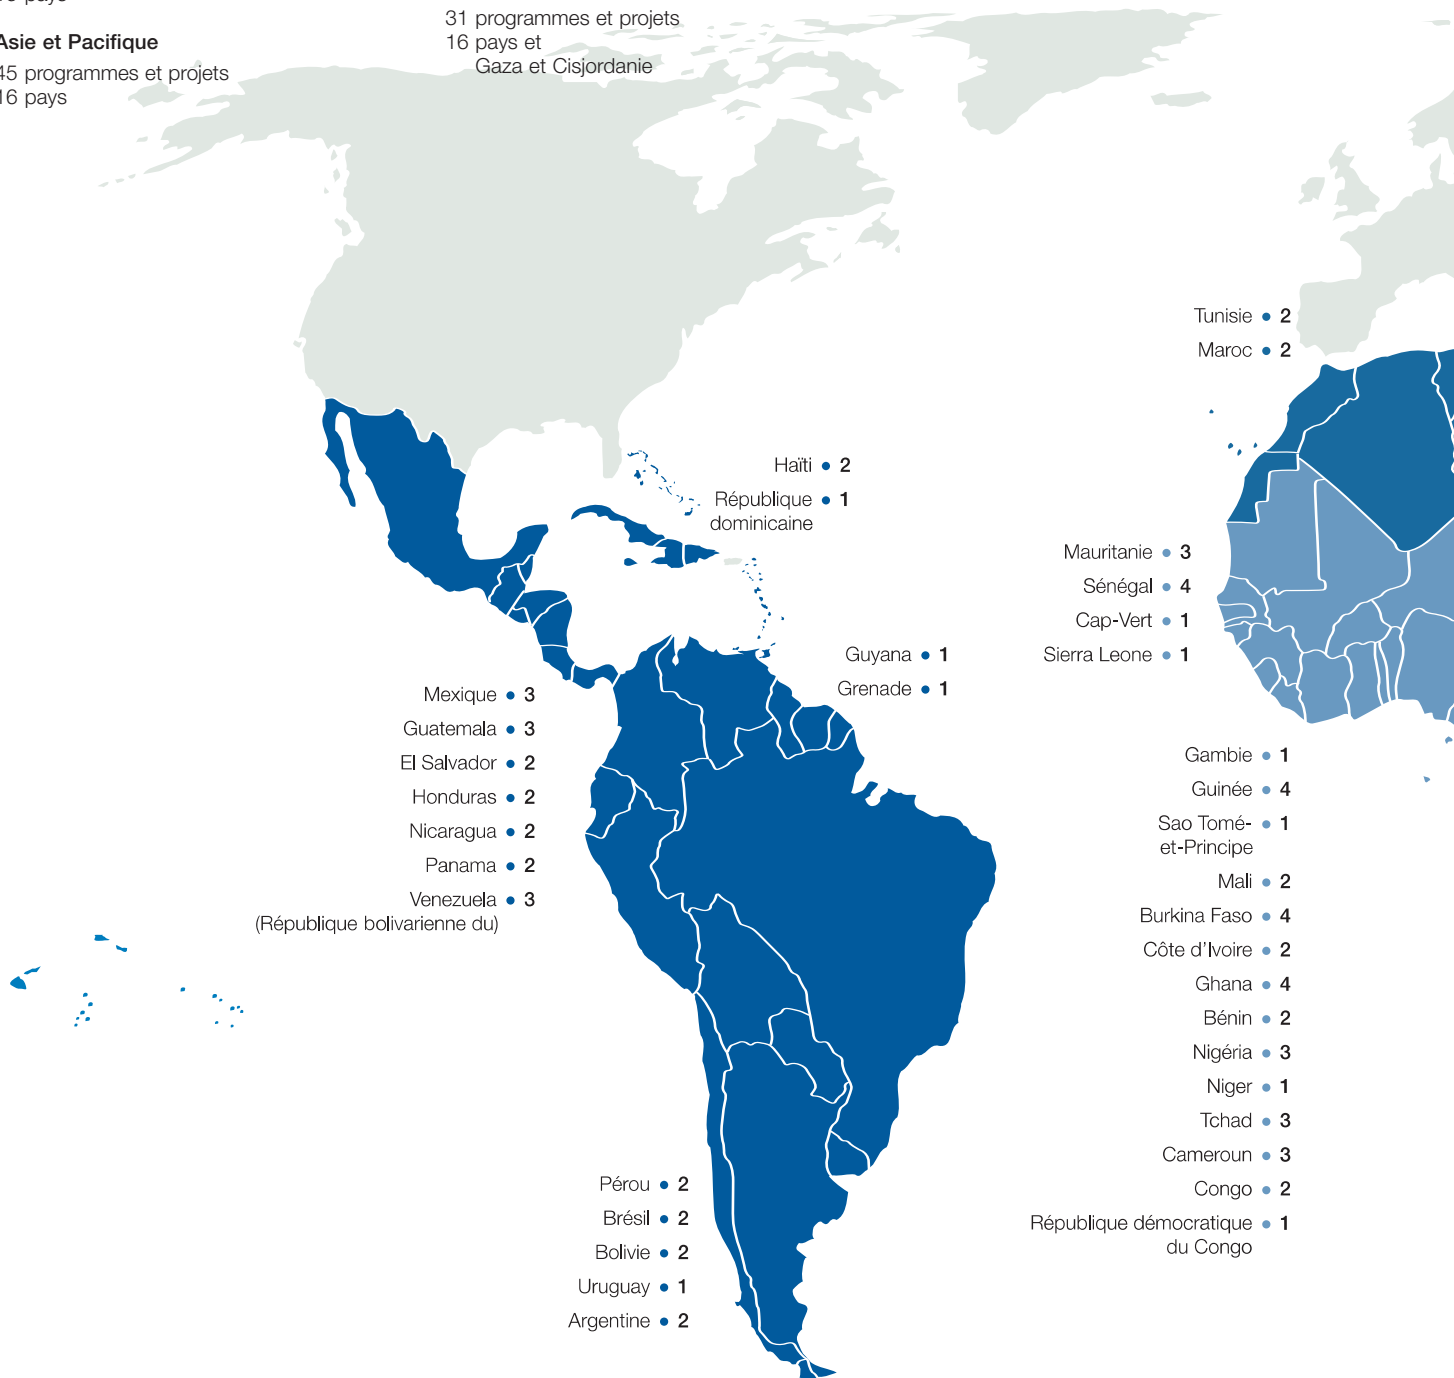 pays
Asie et Pacifique
45 programmes et projets
16 pays
31 programmes et projets
16 pays et
Gaza et Cisjordanie
Tunisie • 2
Maroc • 2
Haïti • 2
République • 1
dominicaine
Mauritanie • 3
Sénégal • 4
Cap-Vert • 1
Sierra Leone • 1
Guyana • 1
Grenade • 1
Mexique • 3
Guatemala • 3
El Salvador • 2
Honduras • 2
Nicaragua • 2
Panama • 2
Venezuela • 3
(République bolivarienne du)
Gambie • 1
Guinée • 4
Sao Tomé- • 1
et-Principe
Mali • 2
Burkina Faso • 4
Côte d'Ivoire • 2
Ghana • 4
Bénin • 2
Nigéria • 3
Niger • 1
Tchad • 3
Cameroun • 3
Congo • 2
République démocratique • 1
du Congo
Pérou • 2
Brésil • 2
Bolivie • 2
Uruguay • 1
Argentine • 2